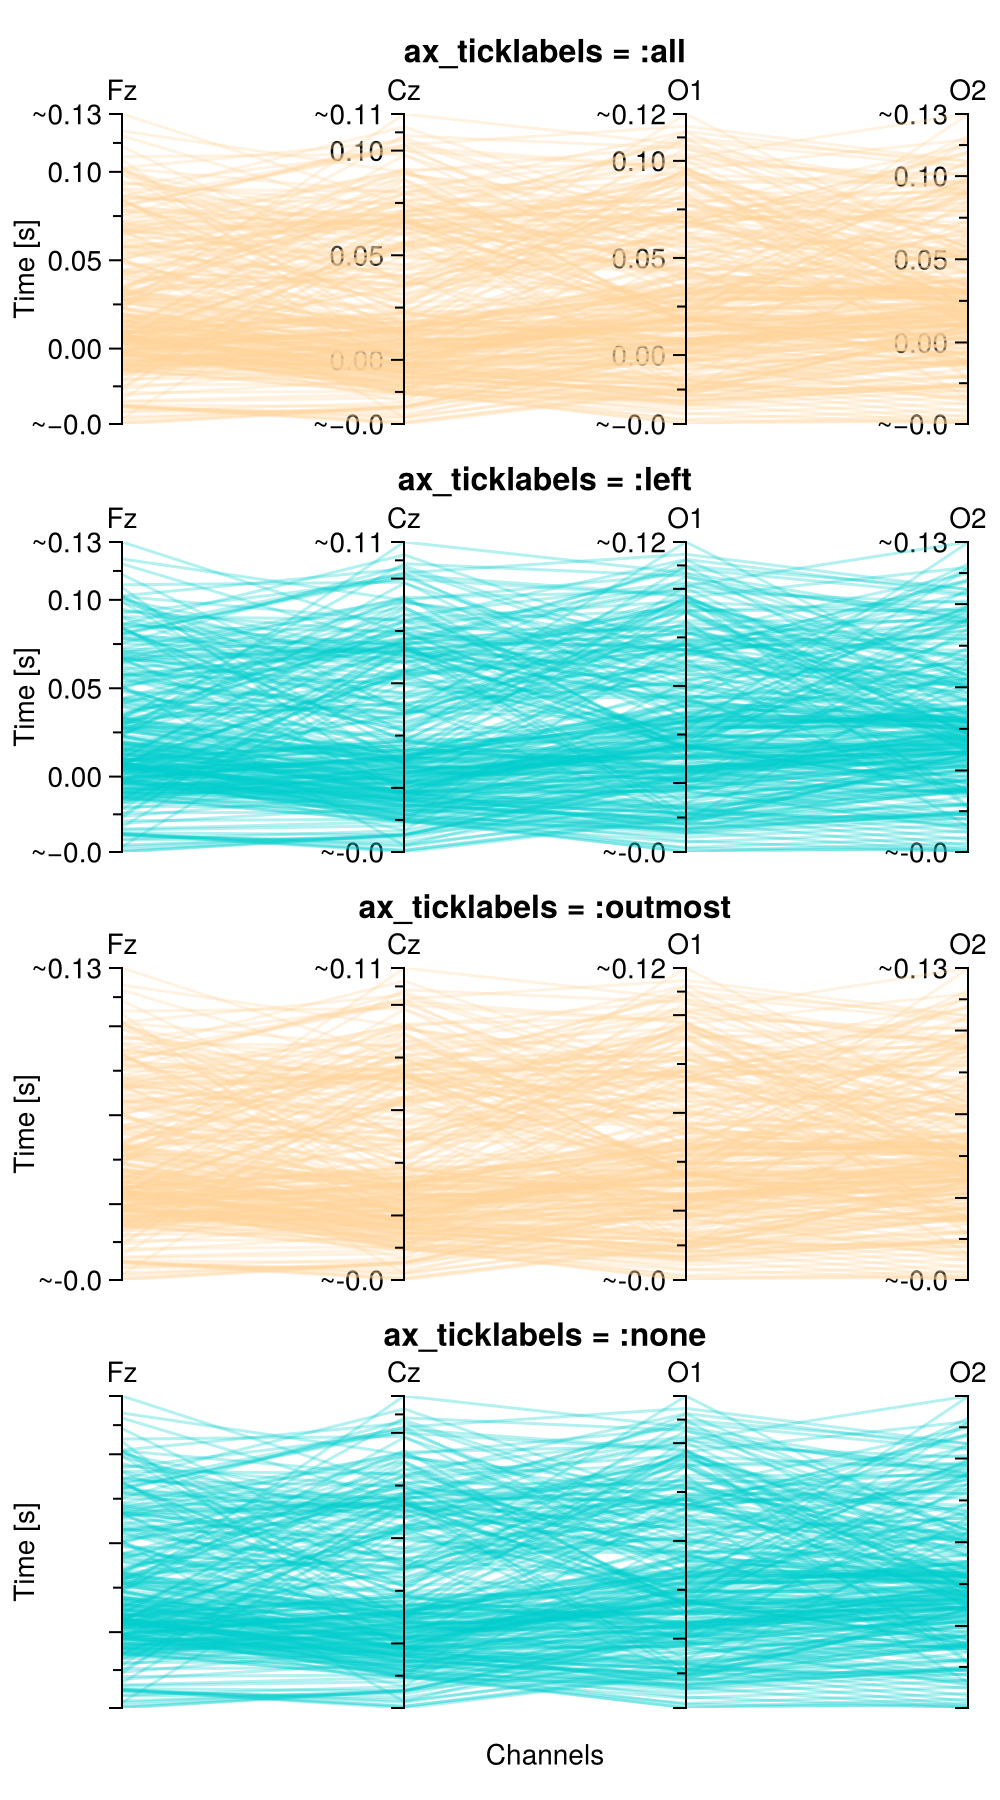 ax_ticklabels = :all
Fz Cz O1 O2
~0.13 ~0.11 ~0.12 ~0.13
0.10 0.10 0.10 0.10
0.05 0.05 0.05 0.05
0.00 0.00 0.00 0.00
~−0.0 ~−0.0 ~−0.0 ~−0.0
Time [s]
ax_ticklabels = :left
Fz Cz O1 O2
~0.13 ~0.11 ~0.12 ~0.13
0.10
0.05
0.00
~−0.0 ~-0.0 ~-0.0 ~-0.0
Time [s]
ax_ticklabels = :outmost
Fz Cz O1 O2
~0.13 ~0.11 ~0.12 ~0.13
~-0.0 ~-0.0 ~-0.0 ~-0.0
Time [s]
ax_ticklabels = :none
Fz Cz O1 O2
Time [s]
Channels